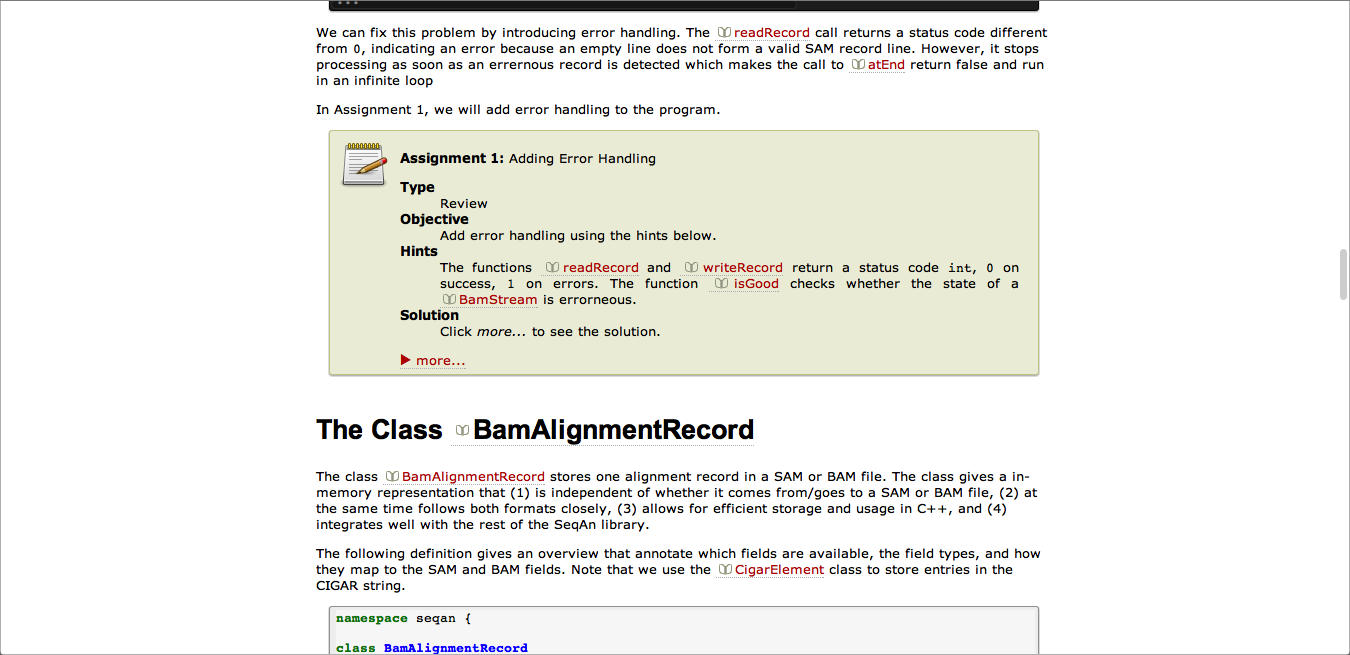 We can fix this problem by introducing error handling. The readRecord call returns a status code different
from 0, indicating an error because an empty line does not form a valid SAM record line. However, it stops
processing as soon as an errernous record is detected which makes the call to atEnd return false and run
in an infinite loop
In Assignment 1, we will add error handling to the program.
Assignment 1: Adding Error Handling
Type
Review
Objective
Add error handling using the hints below.
Hints
The functions readRecord and writeRecord return a status code int, 0 on
success, 1 on errors. The function isGood checks whether the state of a
BamStream is errorneous.
Solution
Click more... to see the solution.
more...
The Class BamAlignmentRecord
The class BamAlignmentRecord stores one alignment record in a SAM or BAM file. The class gives a in-
memory representation that (1) is independent of whether it comes from/goes to a SAM or BAM file, (2) at
the same time follows both formats closely, (3) allows for efficient storage and usage in C++, and (4)
integrates well with the rest of the SeqAn library.
The following definition gives an overview that annotate which fields are available, the field types, and how
they map to the SAM and BAM fields. Note that we use the CigarElement class to store entries in the
CIGAR string.
namespace seqan {
class BamAlignmentRecord